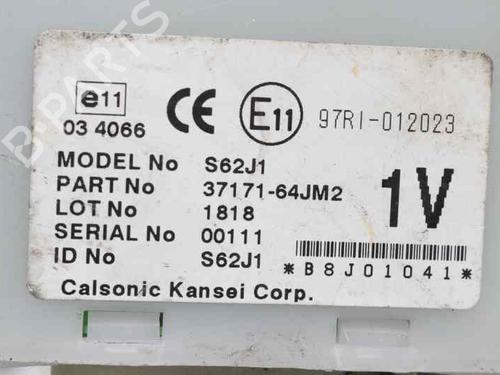 e11
03 4066
CE
E11
97RI-012023
MODEL No S62J1
PART No 37171-64JM2
LOT No 1818
SERIAL No 00111
ID No S62J1
1V
*B8J01041*
Calsonic Kansei Corp.
B-PARTS